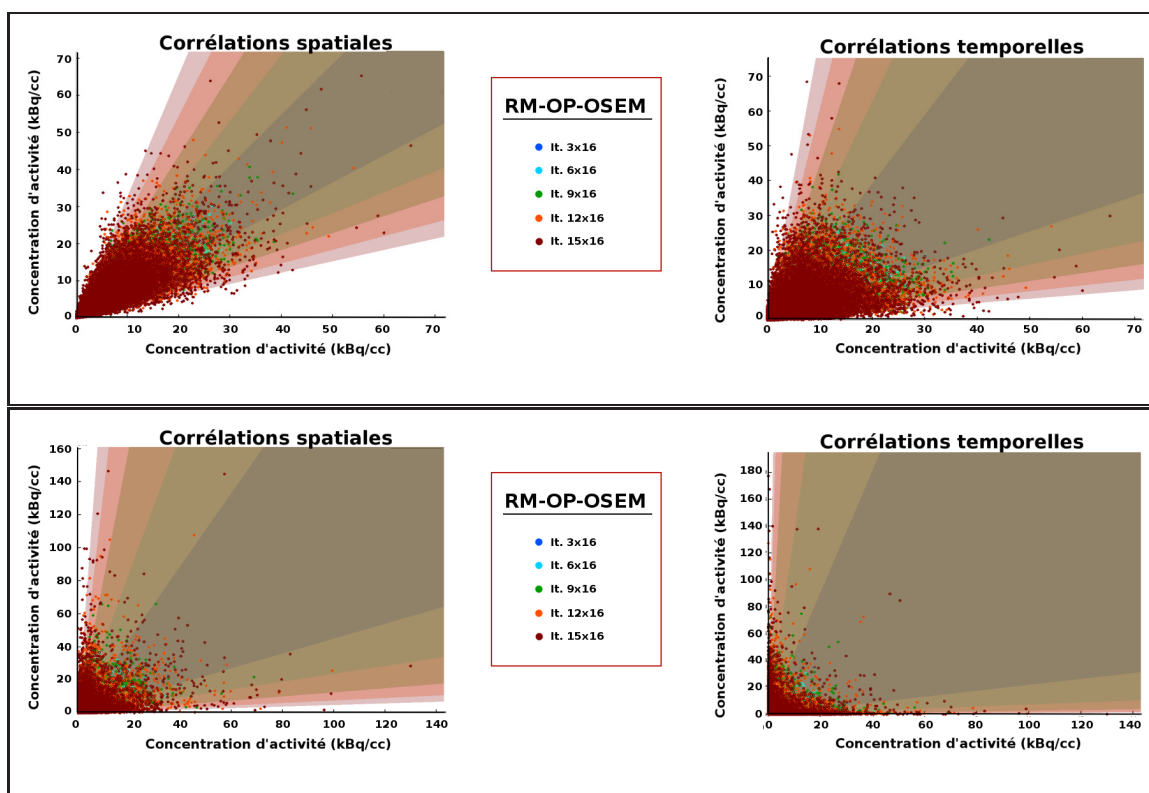 Corrélations spatiales
Concentration d'activité (kBq/cc)
70
60
50
40
30
20
10
0
0 10 20 30 40 50 60 70
Concentration d'activité (kBq/cc)
RM-OP-OSEM
It. 3x16
It. 6x16
It. 9x16
It. 12x16
It. 15x16
Corrélations temporelles
Concentration d'activité (kBq/cc)
70
60
50
40
30
20
10
0
0 10 20 30 40 50 60 70
Concentration d'activité (kBq/cc)
Corrélations spatiales
Concentration d'activité (kBq/cc)
160
140
120
100
80
60
40
20
0
0 20 40 60 80 100 120 140
Concentration d'activité (kBq/cc)
RM-OP-OSEM
It. 3x16
It. 6x16
It. 9x16
It. 12x16
It. 15x16
Corrélations temporelles
Concentration d'activité (kBq/cc)
180
160
140
120
100
80
60
40
20
0
0 20 40 60 80 100 120 140
Concentration d'activité (kBq/cc)